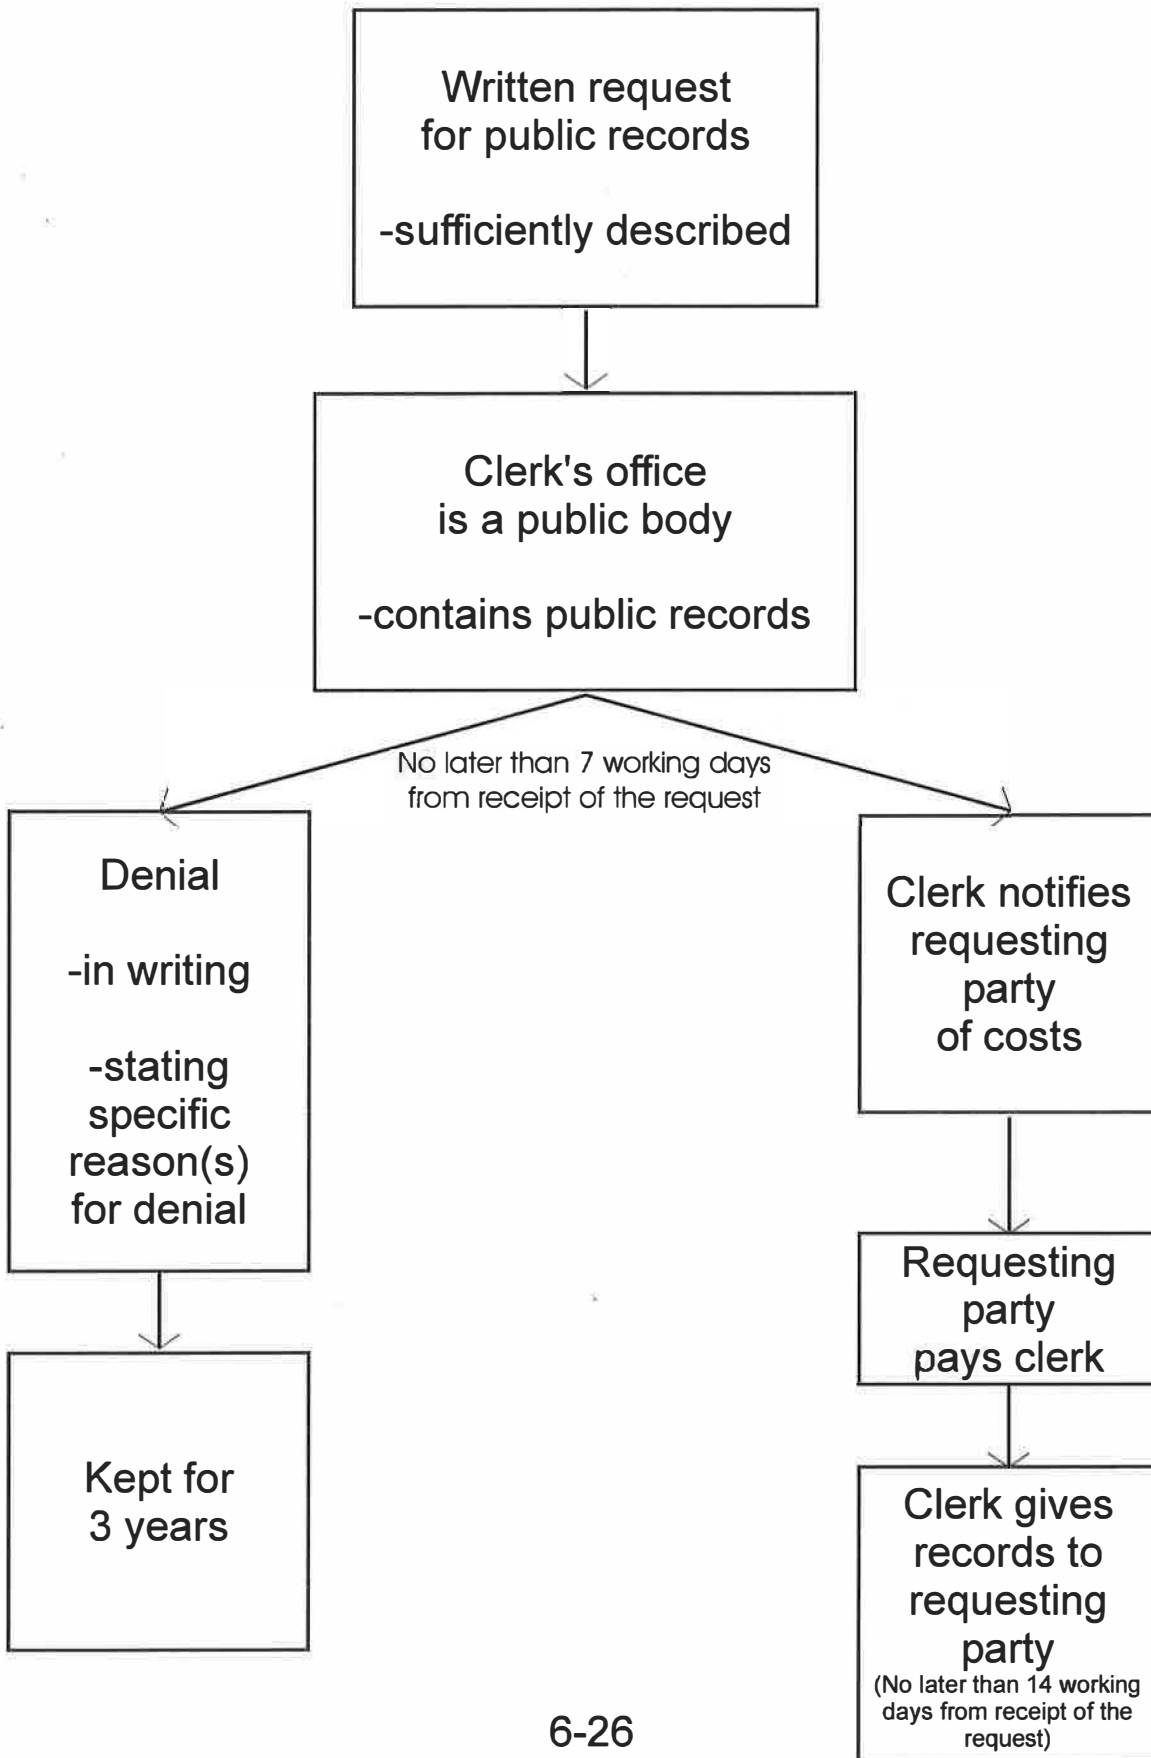 Written request
for public records
-sufficiently described
Clerk's office
is a public body
-contains public records
No later than 7 working days
from receipt of the request
Denial
-in writing
-stating
specific
reason(s)
for denial
Kept for
3 years
Clerk notifies
requesting
party
of costs
Requesting
party
pays clerk
Clerk gives
records to
requesting
party
(No later than 14 working
days from receipt of the
request)
6-26